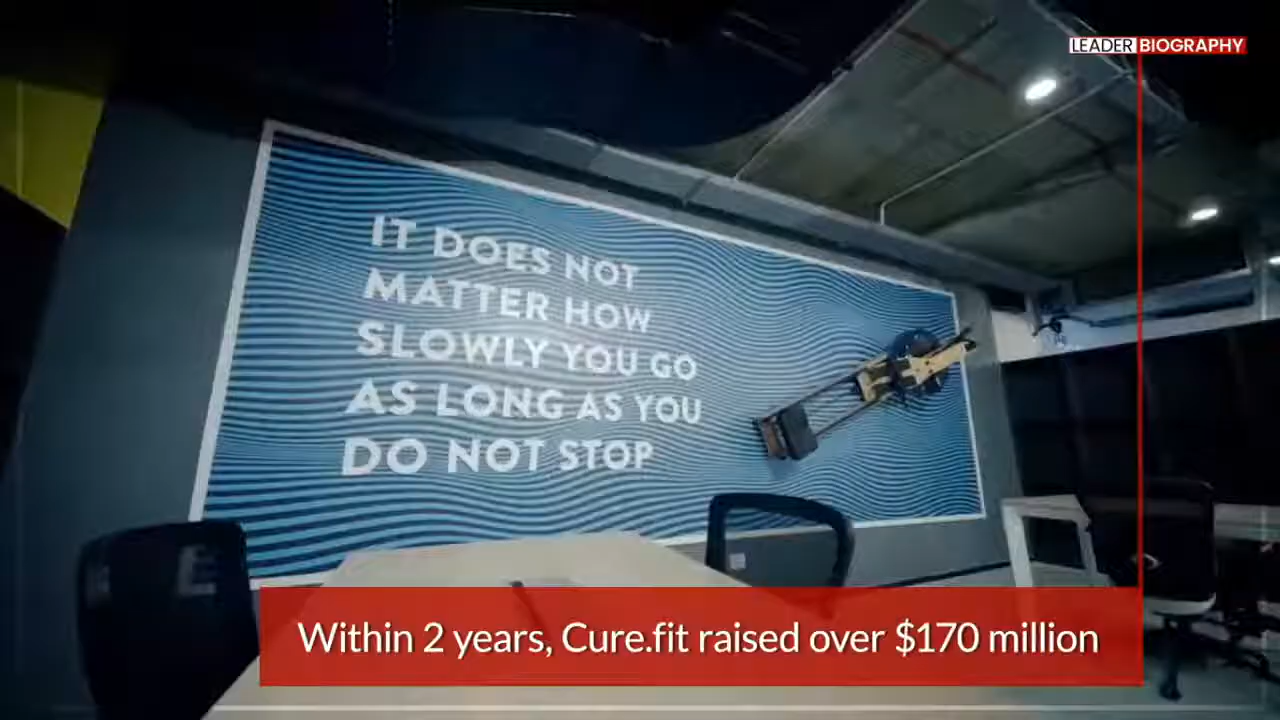 LEADER BIOGRAPHY
IT DOES NOT
MATTER HOW
SLOWLY YOU GO
AS LONG AS YOU
DO NOT STOP
Within 2 years, Cure.fit raised over $170 million